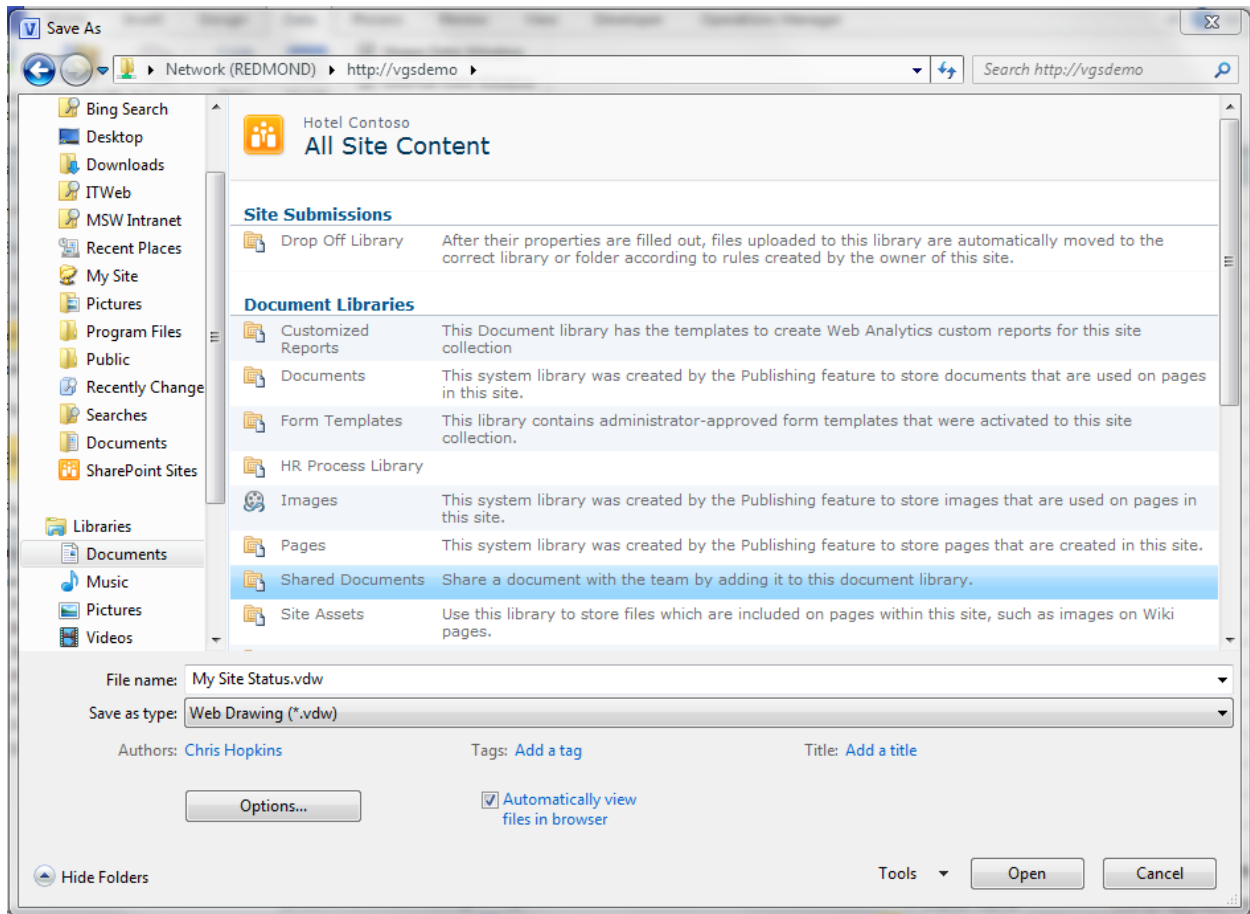 Save As
Network (REDMOND) http://vgsdemo
Search http://vgsdemo
Bing Search
Desktop
Downloads
ITWeb
MSW Intranet
Recent Places
My Site
Pictures
Program Files
Public
Recently Change
Searches
Documents
SharePoint Sites
Libraries
Documents
Music
Pictures
Videos
Hotel Contoso
All Site Content
Site Submissions
Drop Off Library
After their properties are filled out, files uploaded to this library are automatically moved to the
correct library or folder according to rules created by the owner of this site.
Document Libraries
Customized
Reports
This Document library has the templates to create Web Analytics custom reports for this site
collection
Documents
This system library was created by the Publishing feature to store documents that are used on pages
in this site.
Form Templates
This library contains administrator-approved form templates that were activated to this site
collection.
HR Process Library
Images
This system library was created by the Publishing feature to store images that are used on pages in
this site.
Pages
This system library was created by the Publishing feature to store pages that are created in this site.
Shared Documents
Share a document with the team by adding it to this document library.
Site Assets
Use this library to store files which are included on pages within this site, such as images on Wiki
pages.
File name: My Site Status.vdw
Save as type: Web Drawing (*.vdw)
Authors: Chris Hopkins
Tags: Add a tag
Title: Add a title
Options...
Automatically view
files in browser
Hide Folders
Tools
Open
Cancel